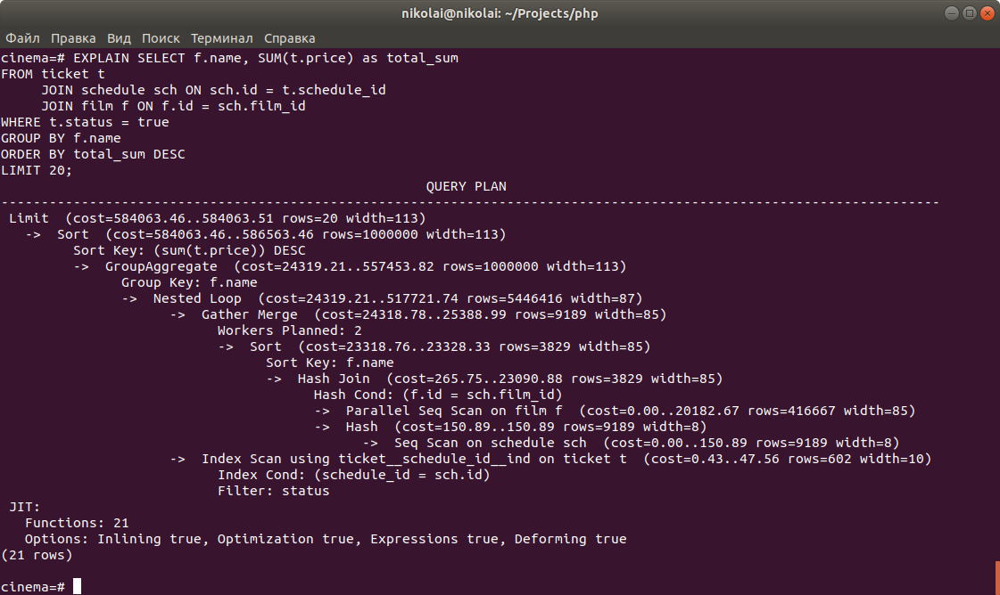 nikolai@nikolai: ~/Projects/php
Файл Правка Вид Поиск Терминал Справка
cinema=# EXPLAIN SELECT f.name, SUM(t.price) as total_sum
FROM ticket t
     JOIN schedule sch ON sch.id = t.schedule_id
     JOIN film f ON f.id = sch.film_id
WHERE t.status = true
GROUP BY f.name
ORDER BY total_sum DESC
LIMIT 20;
                                                     QUERY PLAN
---------------------------------------------------------------------------------------------------------------------
 Limit  (cost=584063.46..584063.51 rows=20 width=113)
   ->  Sort  (cost=584063.46..586563.46 rows=1000000 width=113)
         Sort Key: (sum(t.price)) DESC
         ->  GroupAggregate  (cost=24319.21..557453.82 rows=1000000 width=113)
               Group Key: f.name
               ->  Nested Loop  (cost=24319.21..517721.74 rows=5446416 width=87)
                     ->  Gather Merge  (cost=24318.78..25388.99 rows=9189 width=85)
                           Workers Planned: 2
                           ->  Sort  (cost=23318.76..23328.33 rows=3829 width=85)
                                 Sort Key: f.name
                                 ->  Hash Join  (cost=265.75..23090.88 rows=3829 width=85)
                                       Hash Cond: (f.id = sch.film_id)
                                       ->  Parallel Seq Scan on film f  (cost=0.00..20182.67 rows=416667 width=85)
                                       ->  Hash  (cost=150.89..150.89 rows=9189 width=8)
                                             ->  Seq Scan on schedule sch  (cost=0.00..150.89 rows=9189 width=8)
                     ->  Index Scan using ticket__schedule_id__ind on ticket t  (cost=0.43..47.56 rows=602 width=10)
                           Index Cond: (schedule_id = sch.id)
                           Filter: status
 JIT:
   Functions: 21
   Options: Inlining true, Optimization true, Expressions true, Deforming true
(21 rows)
cinema=#